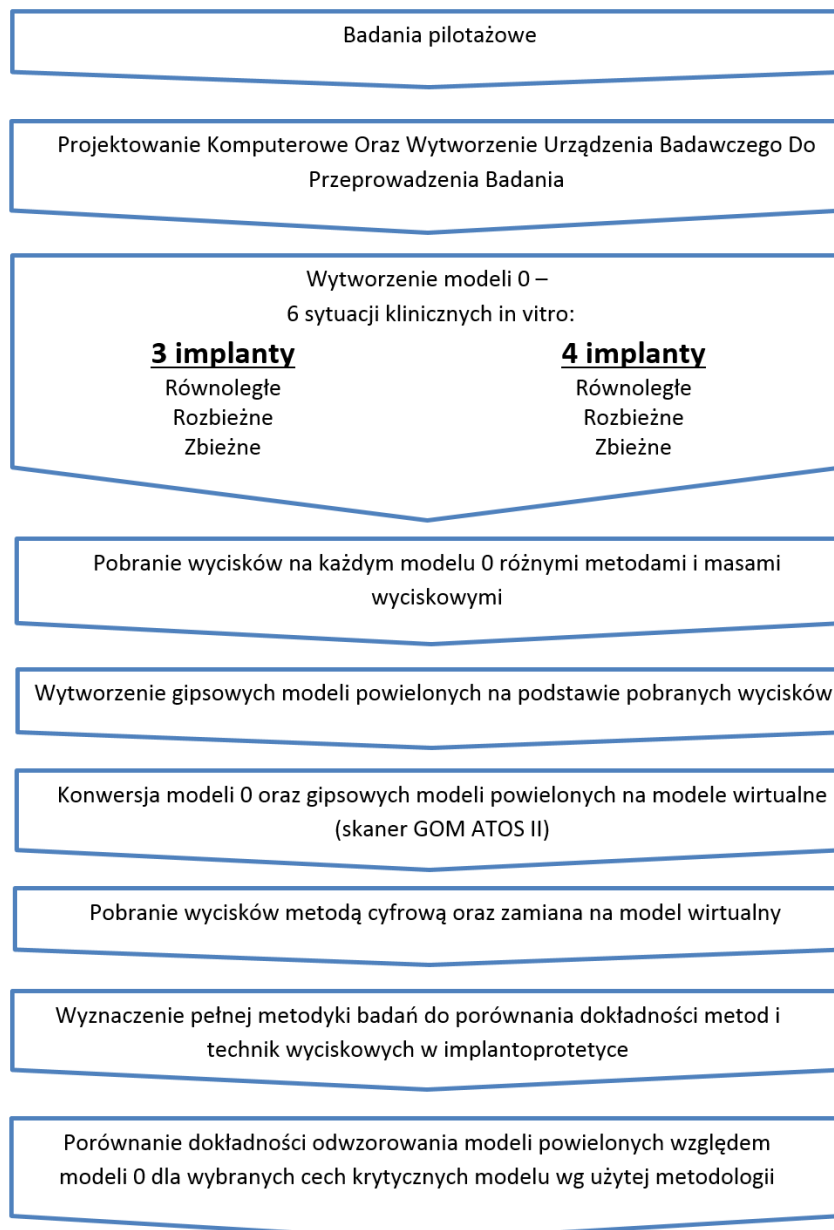 Badania pilotażowe
Projektowanie Komputerowe Oraz Wytworzenie Urządzenia Badawczego Do
Przeprowadzenia Badania
Wytworzenie modeli 0 –
6 sytuacji klinicznych in vitro:
3 implanty
Równoległe
Rozbieżne
Zbieżne
4 implanty
Równoległe
Rozbieżne
Zbieżne
Pobranie wycisków na każdym modelu 0 różnymi metodami i masami
wyciskowymi
Wytworzenie gipsowych modeli powielonych na podstawie pobranych wycisków
Konwersja modeli 0 oraz gipsowych modeli powielonych na modele wirtualne
(skaner GOM ATOS II)
Pobranie wycisków metodą cyfrową oraz zamiana na model wirtualny
Wyznaczenie pełnej metodyki badań do porównania dokładności metod i
technik wyciskowych w implantoprotetyce
Porównanie dokładności odwzorowania modeli powielonych względem
modeli 0 dla wybranych cech krytycznych modelu wg użytej metodologii